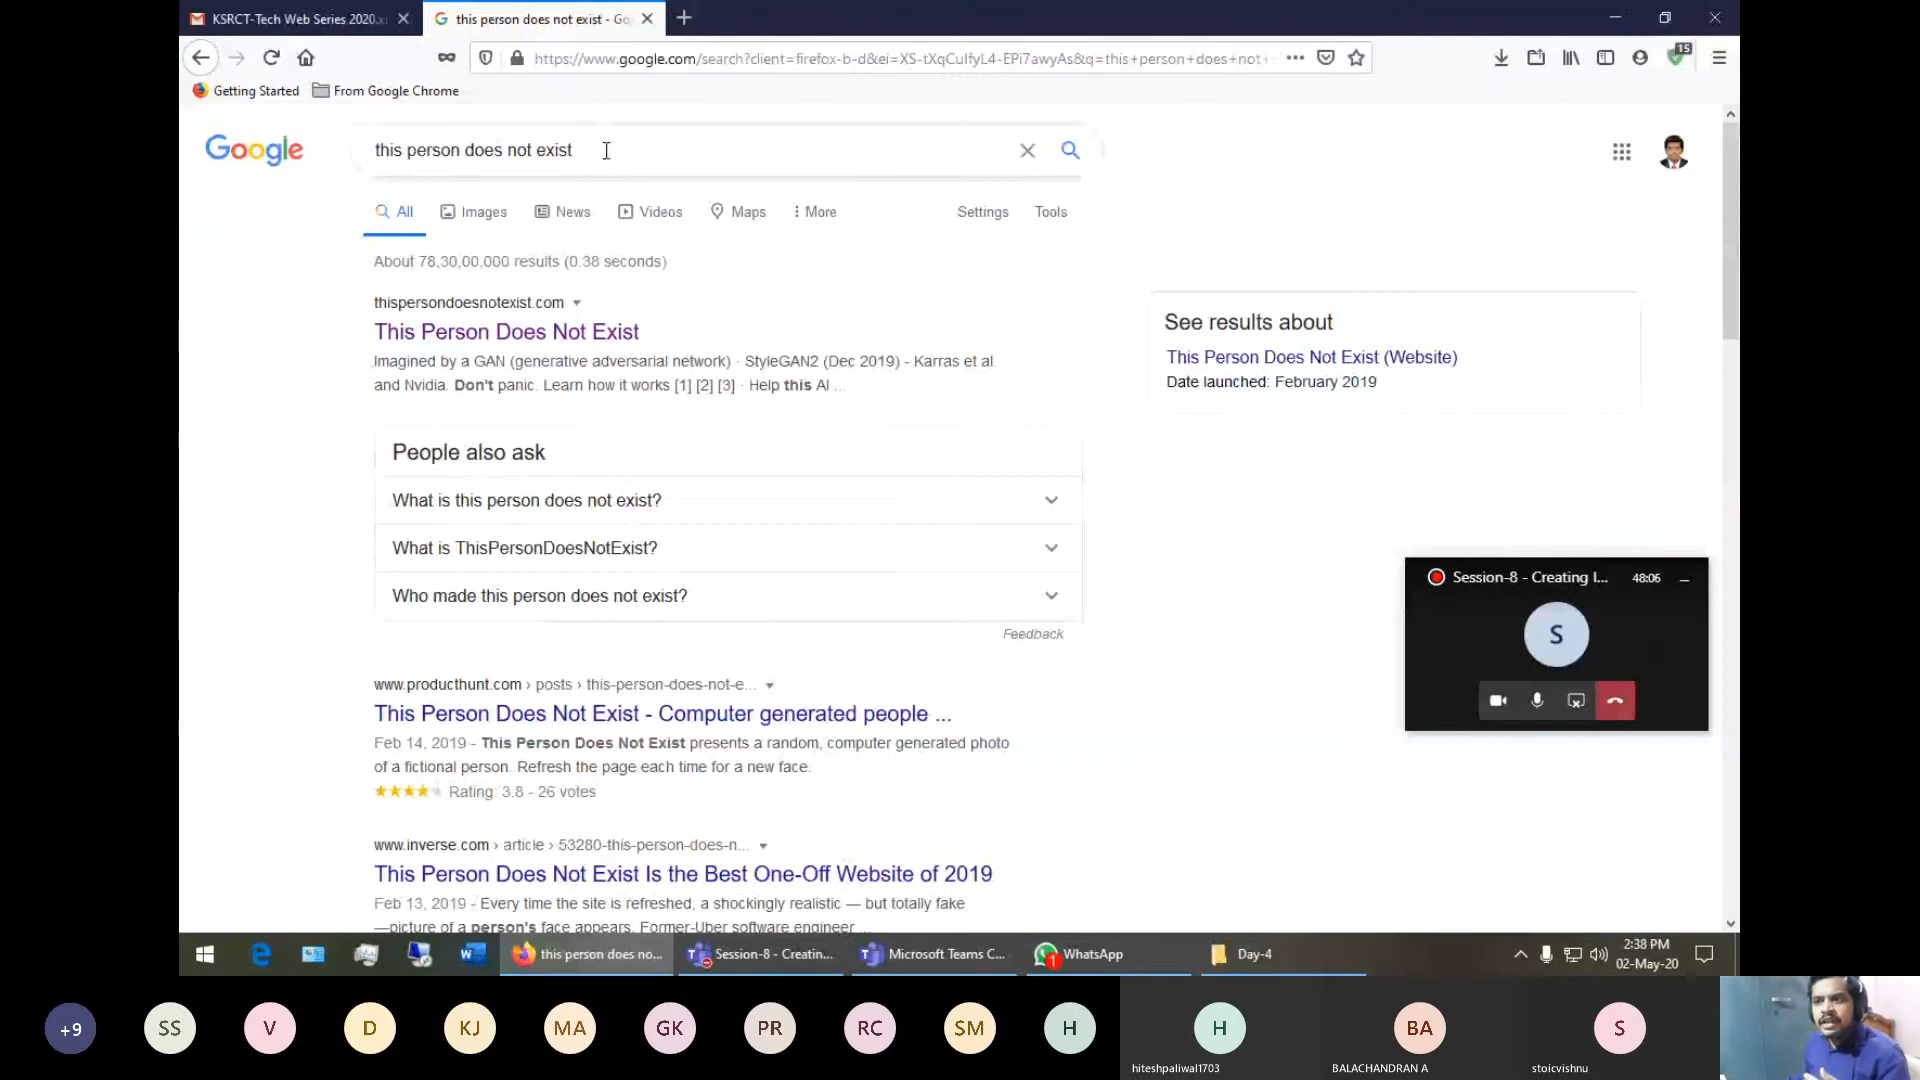 KSRCT-Tech Web Series 2020.x
this person does not exist - Go
https://www.google.com/search?client=firefox-b-d&ei=XS-tXqCuIfyL4-EPi7awyAs&q=this+person+does+not+
15
Getting Started
From Google Chrome
Google
this person does not exist
All
Images
News
Videos
Maps
More
Settings
Tools
About 78,30,00,000 results (0.38 seconds)
thispersondoesnotexist.com
This Person Does Not Exist
Imagined by a GAN (generative adversarial network) · StyleGAN2 (Dec 2019) - Karras et al.
and Nvidia. Don't panic. Learn how it works [1] [2] [3] · Help this AI ...
See results about
This Person Does Not Exist (Website)
Date launched: February 2019
People also ask
What is this person does not exist?
What is ThisPersonDoesNotExist?
Who made this person does not exist?
Feedback
Session-8 - Creating I...
48:06
S
www.producthunt.com › posts › this-person-does-not-e...
This Person Does Not Exist - Computer generated people ...
Feb 14, 2019 - This Person Does Not Exist presents a random, computer generated photo
of a fictional person. Refresh the page each time for a new face.
Rating: 3.8 - 26 votes
www.inverse.com › article › 53280-this-person-does-n...
This Person Does Not Exist Is the Best One-Off Website of 2019
Feb 13, 2019 - Every time the site is refreshed, a shockingly realistic — but totally fake
—picture of a person's face appears. Former-Uber software engineer ...
this person does no...
Session-8 - Creatin...
Microsoft Teams C...
1
WhatsApp
Day-4
2:38 PM
02-May-20
+9
SS
V
D
KJ
MA
GK
PR
RC
SM
H
H
hiteshpaliwal1703
BA
BALACHANDRAN A
S
stoicvishnu